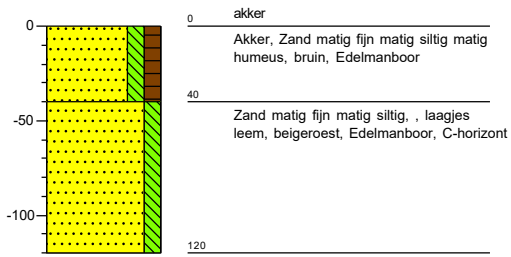 0
-50
-100
0
akker
Akker, Zand matig fijn matig siltig matig
humeus, bruin, Edelmanboor
40
Zand matig fijn matig siltig, , laagjes
leem, beigeroest, Edelmanboor, C-horizont
120